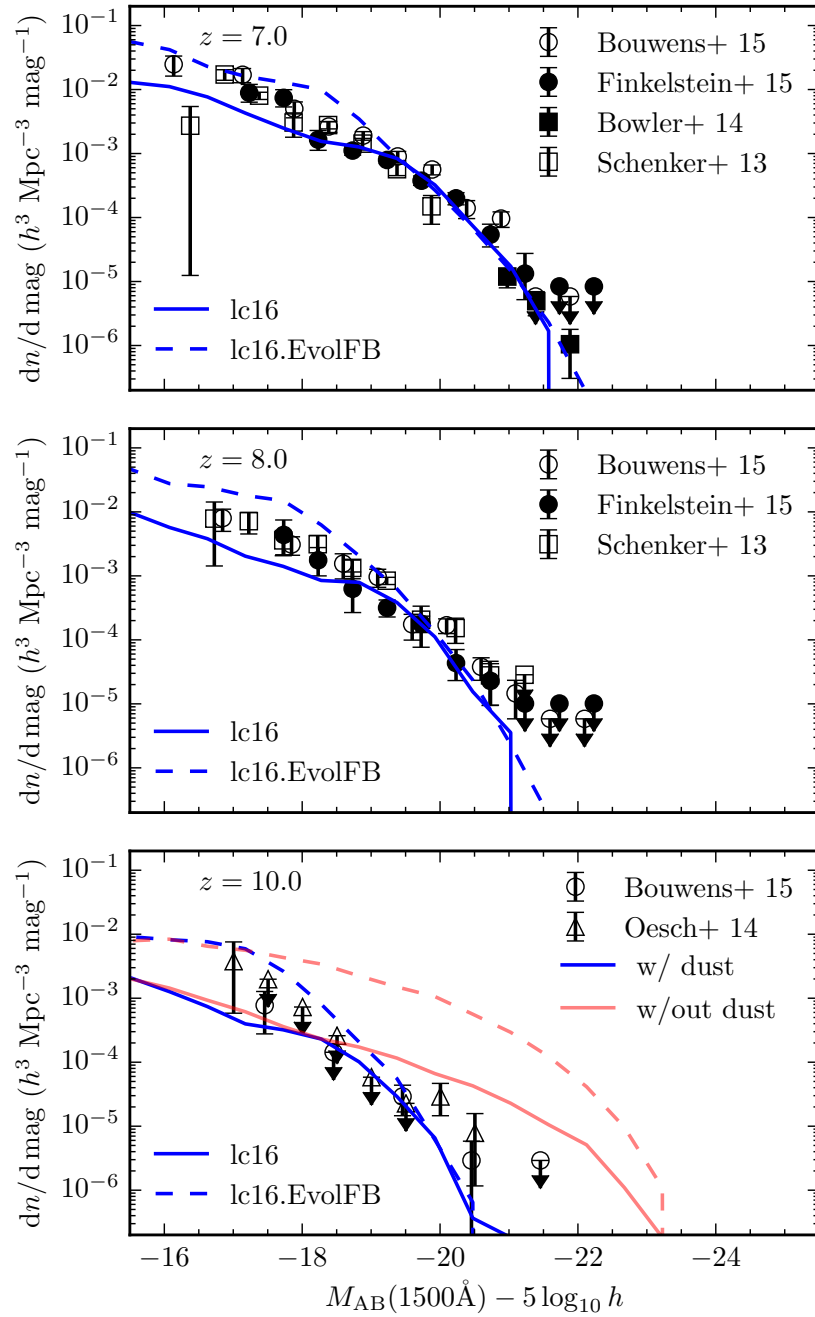 z = 7.0
Bouwens+ 15
Finkelstein+ 15
Bowler+ 14
Schenker+ 13
lc16
lc16.EvolFB
10⁻¹
10⁻²
10⁻³
10⁻⁴
10⁻⁵
10⁻⁶
dn/d mag (h³ Mpc⁻³ mag⁻¹)
z = 8.0
Bouwens+ 15
Finkelstein+ 15
Schenker+ 13
lc16
lc16.EvolFB
10⁻¹
10⁻²
10⁻³
10⁻⁴
10⁻⁵
10⁻⁶
dn/d mag (h³ Mpc⁻³ mag⁻¹)
z = 10.0
Bouwens+ 15
Oesch+ 14
w/ dust
w/out dust
lc16
lc16.EvolFB
10⁻¹
10⁻²
10⁻³
10⁻⁴
10⁻⁵
10⁻⁶
dn/d mag (h³ Mpc⁻³ mag⁻¹)
−16 −18 −20 −22 −24
M_AB(1500Å) − 5 log₁₀ h